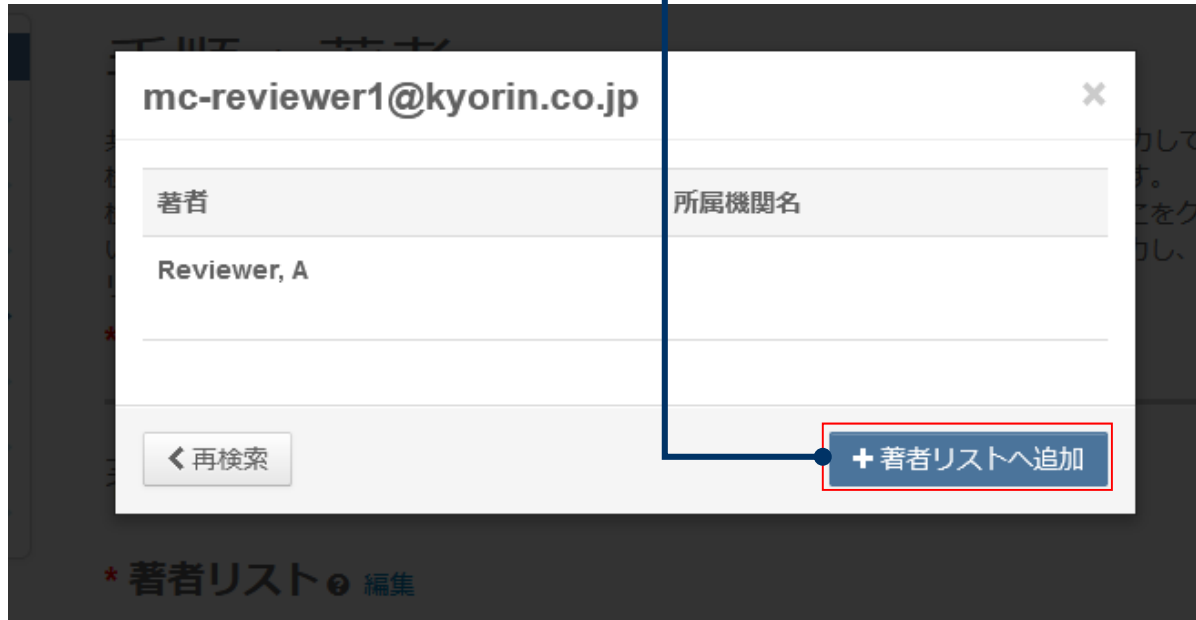 mc-reviewer1@kyorin.co.jp
×
著者 所属機関名
Reviewer, A
再検索
+ 著者リストへ追加
* 著者リスト 編集